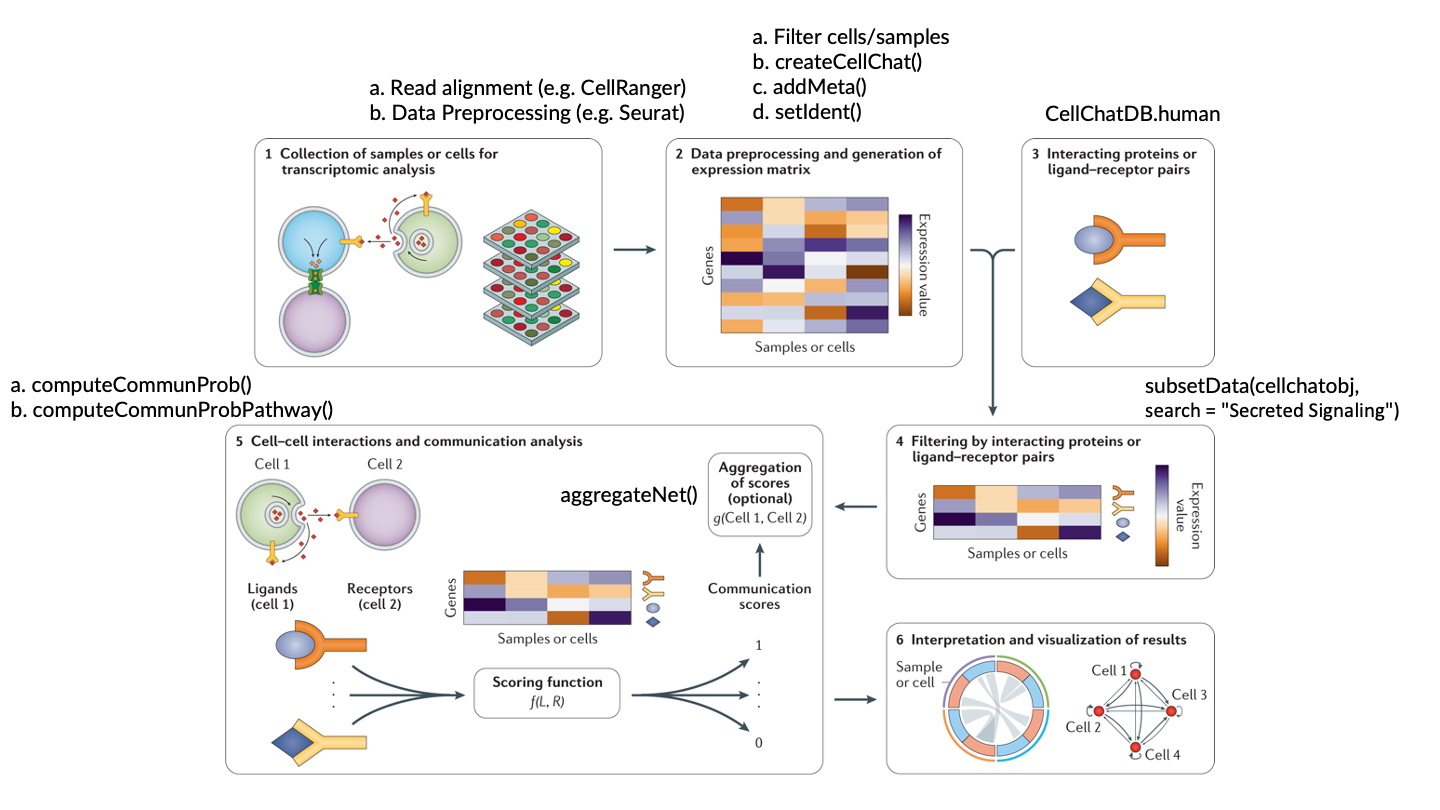 a. Filter cells/samples
b. createCellChat()
c. addMeta()
d. setIdent()
a. Read alignment (e.g. CellRanger)
b. Data Preprocessing (e.g. Seurat)
CellChatDB.human
1 Collection of samples or cells for
transcriptomic analysis
2 Data preprocessing and generation of
expression matrix
Genes
Expression value
Samples or cells
3 Interacting proteins or
ligand–receptor pairs
a. computeCommunProb()
b. computeCommunProbPathway()
subsetData(cellchatobj,
search = "Secreted Signaling")
4 Filtering by interacting proteins or
ligand–receptor pairs
Genes
Expression
value
Samples or cells
5 Cell–cell interactions and communication analysis
Cell 1
Cell 2
aggregateNet()
Aggregation
of scores
(optional)
g(Cell 1, Cell 2)
Ligands
(cell 1)
Receptors
(cell 2)
Genes
Samples or cells
Communication
scores
Scoring function
f(L, R)
1
0
6 Interpretation and visualization of results
Sample
or cell
Cell 1
Cell 3
Cell 2
Cell 4